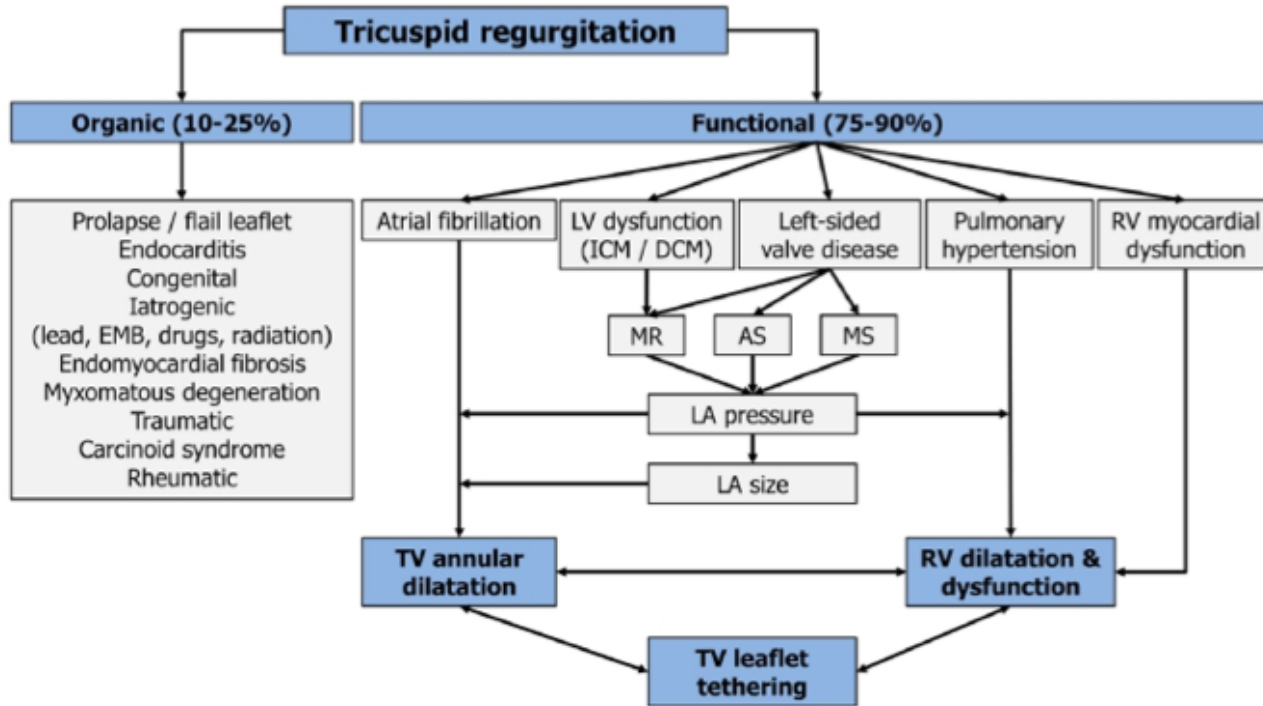 Tricuspid regurgitation
Organic (10-25%)
Functional (75-90%)
Prolapse / flail leaflet
Endocarditis
Congenital
Iatrogenic
(lead, EMB, drugs, radiation)
Endomyocardial fibrosis
Myxomatous degeneration
Traumatic
Carcinoid syndrome
Rheumatic
Atrial fibrillation
LV dysfunction
(ICM / DCM)
Left-sided
valve disease
Pulmonary
hypertension
RV myocardial
dysfunction
MR
AS
MS
LA pressure
LA size
TV annular
dilatation
RV dilatation &
dysfunction
TV leaflet
tethering